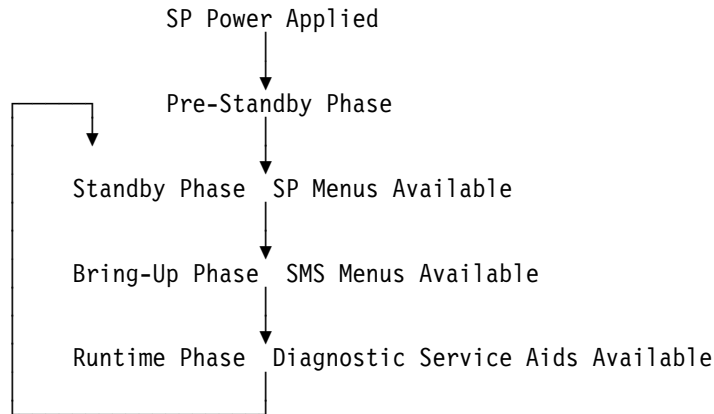 SP Power Applied
Pre-Standby Phase
Standby Phase SP Menus Available
Bring-Up Phase SMS Menus Available
Runtime Phase Diagnostic Service Aids Available